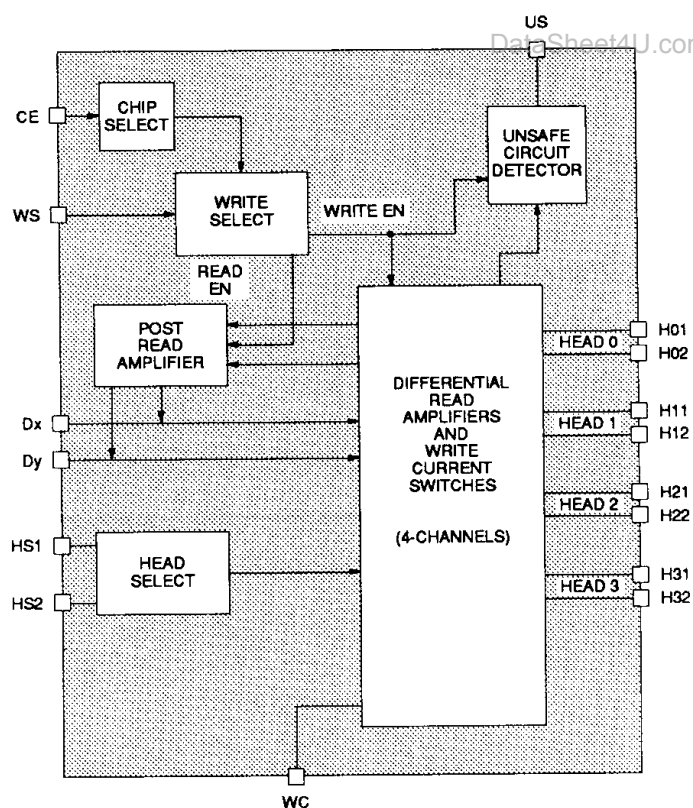 US
DataSheet4U.com
CE
CHIP
SELECT
UNSAFE
CIRCUIT
DETECTOR
WS
WRITE
SELECT
WRITE EN
READ
EN
POST
READ
AMPLIFIER
DIFFERENTIAL
READ
AMPLIFIERS
AND
WRITE
CURRENT
SWITCHES
(4-CHANNELS)
HEAD 0
H01
H02
HEAD 1
H11
H12
HEAD 2
H21
H22
HEAD 3
H31
H32
Dx
Dy
HS1
HS2
HEAD
SELECT
WC